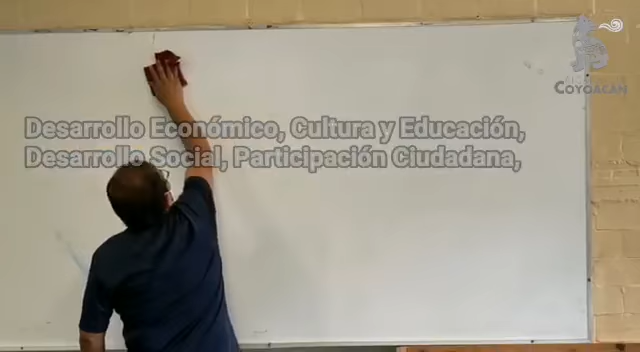 COYOACÁN
Desarrollo Económico, Cultura y Educación,
Desarrollo Social, Participación Ciudadana,